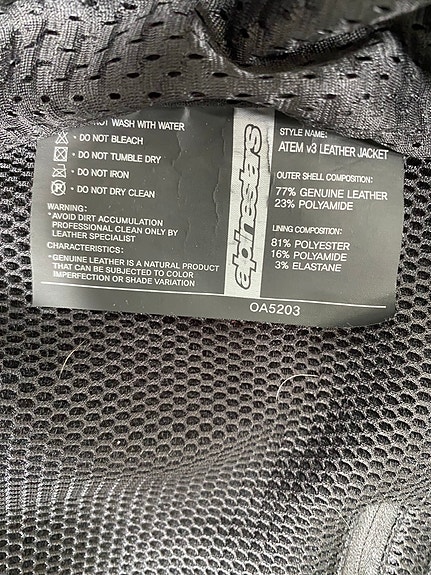 NOT WASH WITH WATER
• DO NOT BLEACH
• DO NOT TUMBLE DRY
• DO NOT IRON
• DO NOT DRY CLEAN
WARNING:
*AVOID DIRT ACCUMULATION
PROFESSIONAL CLEAN ONLY BY
LEATHER SPECIALIST
CHARACTERISTICS:
*GENUINE LEATHER IS A NATURAL PRODUCT
THAT CAN BE SUBJECTED TO COLOR
IMPERFECTION OR SHADE VARIATION
alpinestars
STYLE NAME:
ATEM v3 LEATHER JACKET
OUTER SHELL COMPOSITION:
77% GENUINE LEATHER
23% POLYAMIDE
LINING COMPOSITION:
81% POLYESTER
16% POLYAMIDE
3% ELASTANE
OA5203